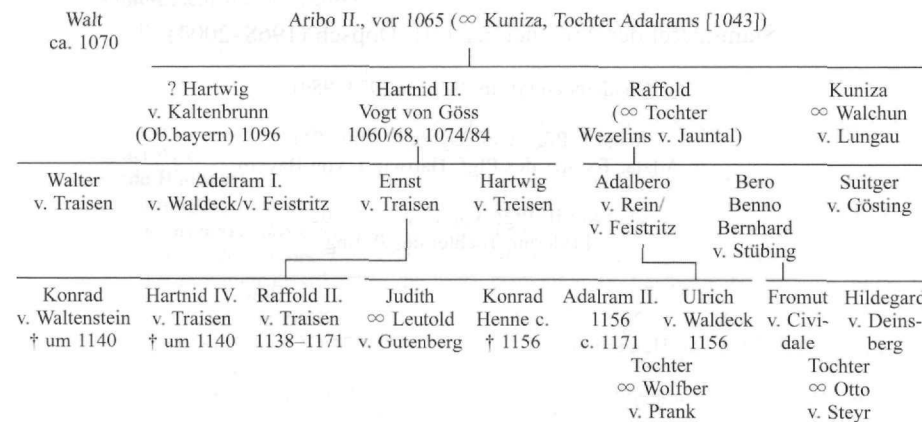 Walt
ca. 1070
Aribo II., vor 1065 (∞ Kuniza, Tochter Adalrams [1043])
? Hartwig
v. Kaltenbrunn
(Ob.bayern) 1096
Hartnid II.
Vogt von Göss
1060/68, 1074/84
Raffold
(∞ Tochter
Wezelins v. Jauntal)
Kuniza
∞ Walchun
v. Lungau
Walter
v. Traisen
Adelram I.
v. Waldeck/v. Feistritz
Ernst
v. Traisen
Hartwig
v. Treisen
Adalbero
v. Rein/
v. Feistritz
Bero
Benno
Bernhard
v. Stübing
Suitger
v. Gösting
Konrad
v. Waltenstein
† um 1140
Hartnid IV.
v. Traisen
† um 1140
Raffold II.
v. Traisen
1138–1171
Judith
∞ Leutold
v. Gutenberg
Konrad
Henne c.
† 1156
Adalram II.
1156
c. 1171
Ulrich
v. Waldeck
1156
Fromut
v. Civi-
dale
Hildegard
v. Deins-
berg
Tochter
∞ Wolfber
v. Prank
Tochter
∞ Otto
v. Steyr